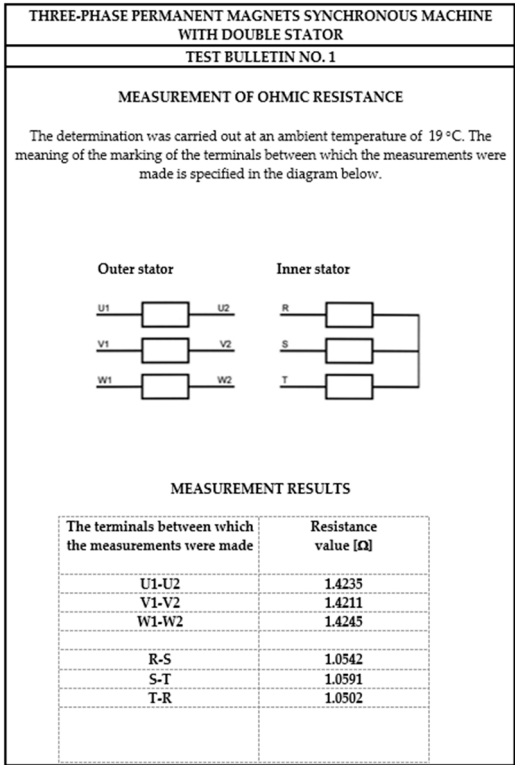 THREE-PHASE PERMANENT MAGNETS SYNCHRONOUS MACHINE
WITH DOUBLE STATOR
TEST BULLETIN NO. 1
MEASUREMENT OF OHMIC RESISTANCE
The determination was carried out at an ambient temperature of 19 °C. The
meaning of the marking of the terminals between which the measurements were
made is specified in the diagram below.
Outer stator Inner stator
U1 U2 R
V1 V2 S
W1 W2 T
MEASUREMENT RESULTS
The terminals between which Resistance
the measurements were made value [Ω]
U1-U2 1.4235
V1-V2 1.4211
W1-W2 1.4245
R-S 1.0542
S-T 1.0591
T-R 1.0502